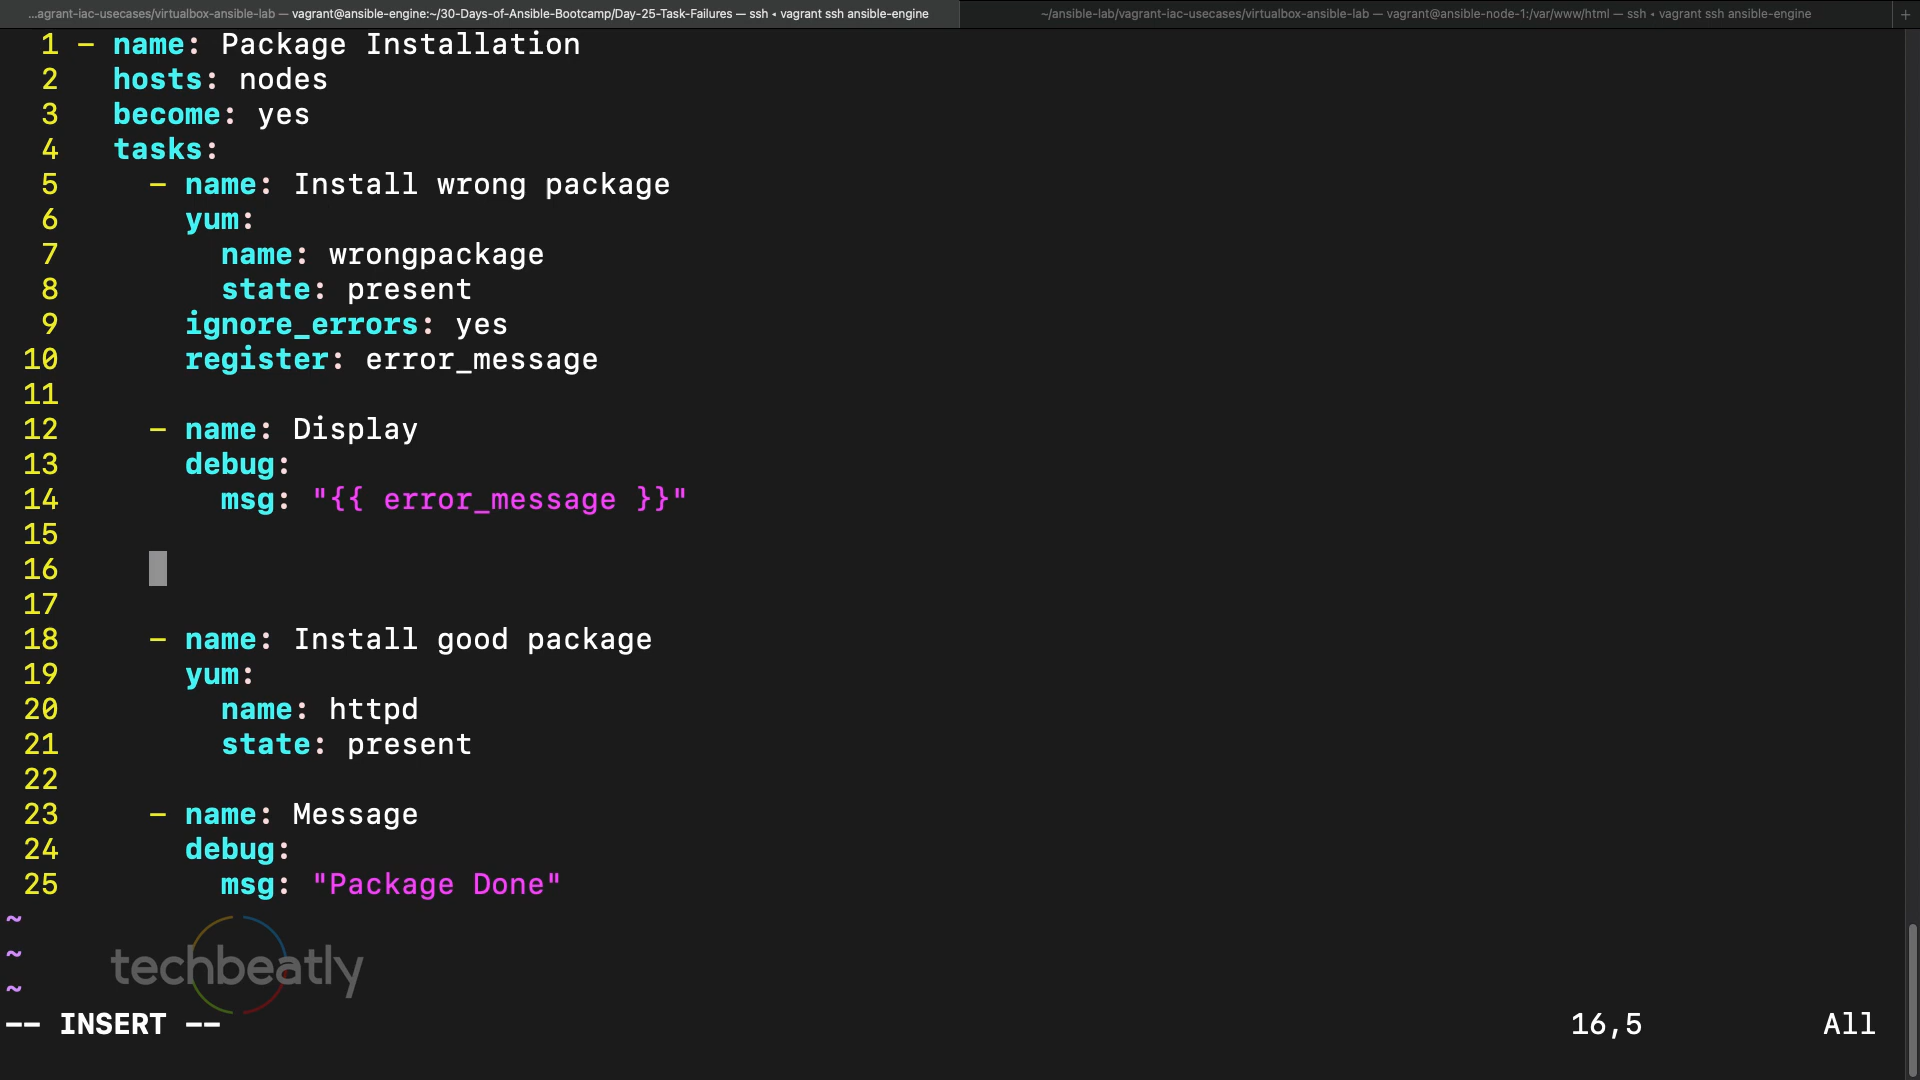 ...agrant-iac-usecases/virtualbox-ansible-lab — vagrant@ansible-engine:~/30-Days-of-Ansible-Bootcamp/Day-25-Task-Failures — ssh ◂ vagrant ssh ansible-engine
~/ansible-lab/vagrant-iac-usecases/virtualbox-ansible-lab — vagrant@ansible-node-1:/var/www/html — ssh ◂ vagrant ssh ansible-engine
+
1 - name: Package Installation
2   hosts: nodes
3   become: yes
4   tasks:
5     - name: Install wrong package
6       yum:
7         name: wrongpackage
8         state: present
9       ignore_errors: yes
10       register: error_message
11
12     - name: Display
13       debug:
14         msg: "{{ error_message }}"
15
16
17
18     - name: Install good package
19       yum:
20         name: httpd
21         state: present
22
23     - name: Message
24       debug:
25         msg: "Package Done"
~
~
~
techbeatly
-- INSERT --
16,5
All